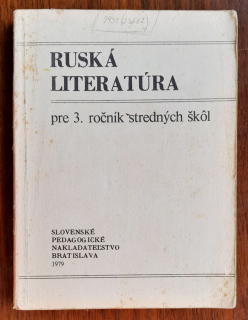 RUSKÁ
LITERATÚRA
pre 3. ročník stredných škôl
SLOVENSKÉ
PEDAGOGICKÉ
NAKLADATEĽSTVO
BRATISLAVA
1979